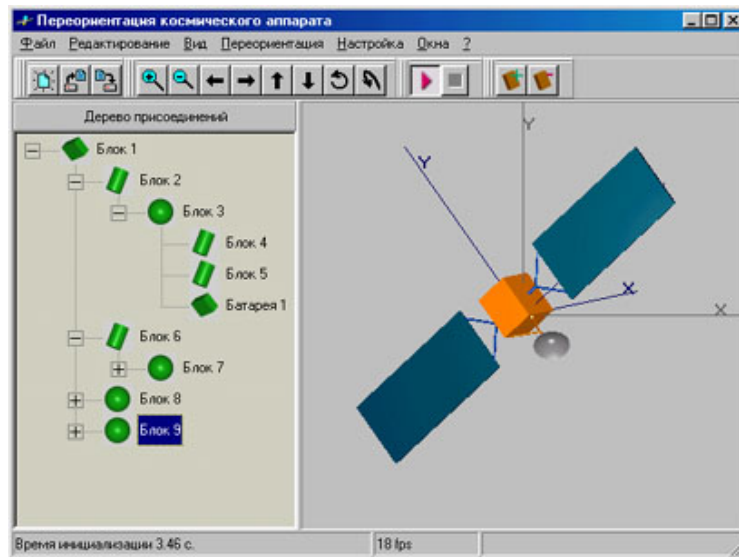 Переориентация космического аппарата
Файл Редактирование Вид Переориентация Настройка Окна ?
Дерево присоединений
Блок 1
Блок 2
Блок 3
Блок 4
Блок 5
Батарея 1
Блок 6
Блок 7
Блок 8
Блок 9
Y
Y
X
X
Время инициализации 3.46 с. 18 fps